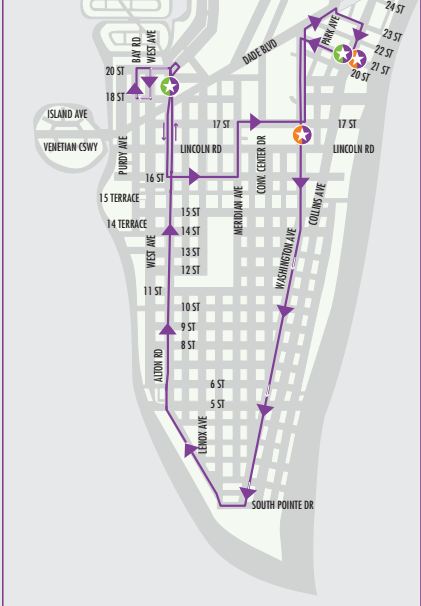 24 ST
PARK AVE
23 ST
22 ST
21 ST
20 ST
BAY RD
WEST AVE
DADE BLVD
20 ST
18 ST
ISLAND AVE
17 ST
17 ST
VENETIAN CSWY
PURDY AVE
LINCOLN RD
LINCOLN RD
CONV. CENTER DR
16 ST
MERIDIAN AVE
COLLINS AVE
15 TERRACE
15 ST
14 TERRACE
14 ST
WEST AVE
13 ST
WASHINGTON AVE
12 ST
11 ST
10 ST
9 ST
8 ST
ALTON RD
6 ST
5 ST
LENOX AVE
SOUTH POINTE DR